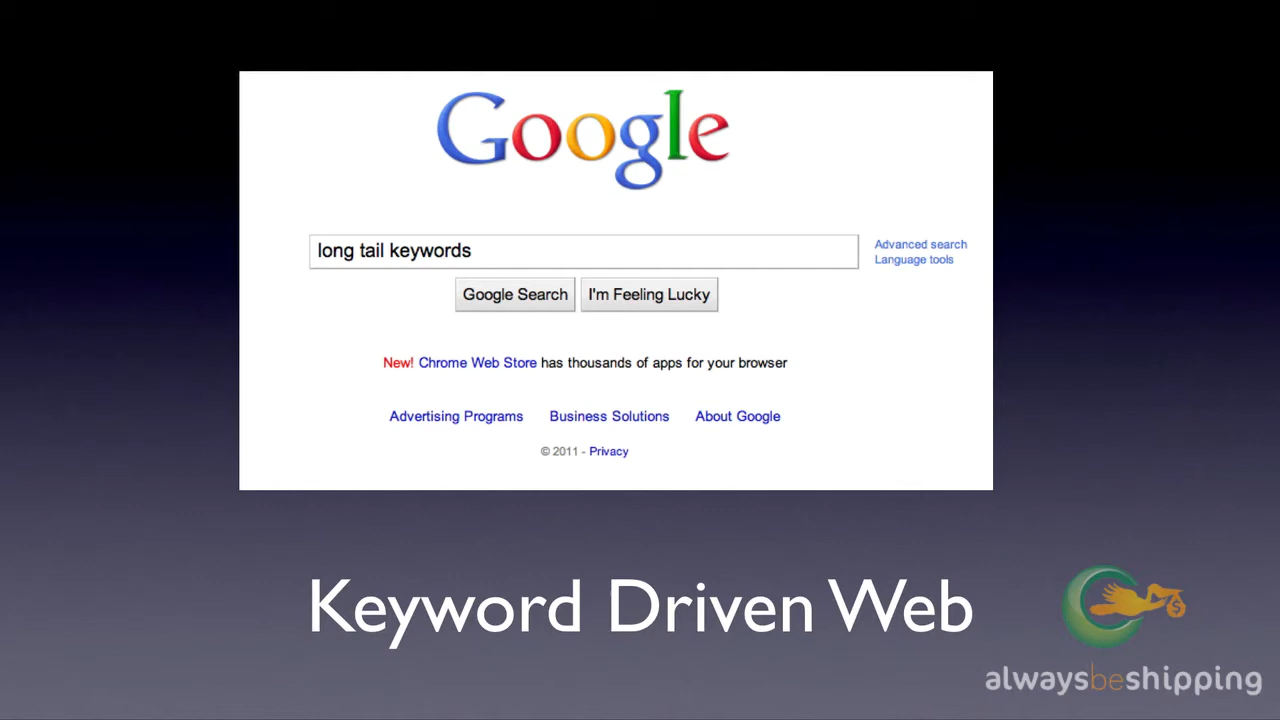 Google
long tail keywords
Advanced search
Language tools
Google Search I'm Feeling Lucky
New! Chrome Web Store has thousands of apps for your browser
Advertising Programs Business Solutions About Google
© 2011 - Privacy
Keyword Driven Web
$
alwaysbeshipping